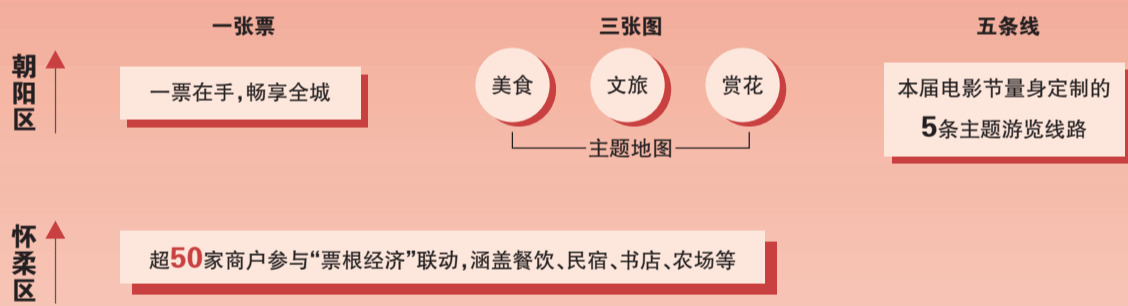 一张票
三张图
五条线
朝阳区
一票在手,畅享全城
美食
文旅
赏花
主题地图
本届电影节量身定制的
5条主题游览线路
怀柔区
超50家商户参与“票根经济”联动,涵盖餐饮、民宿、书店、农场等